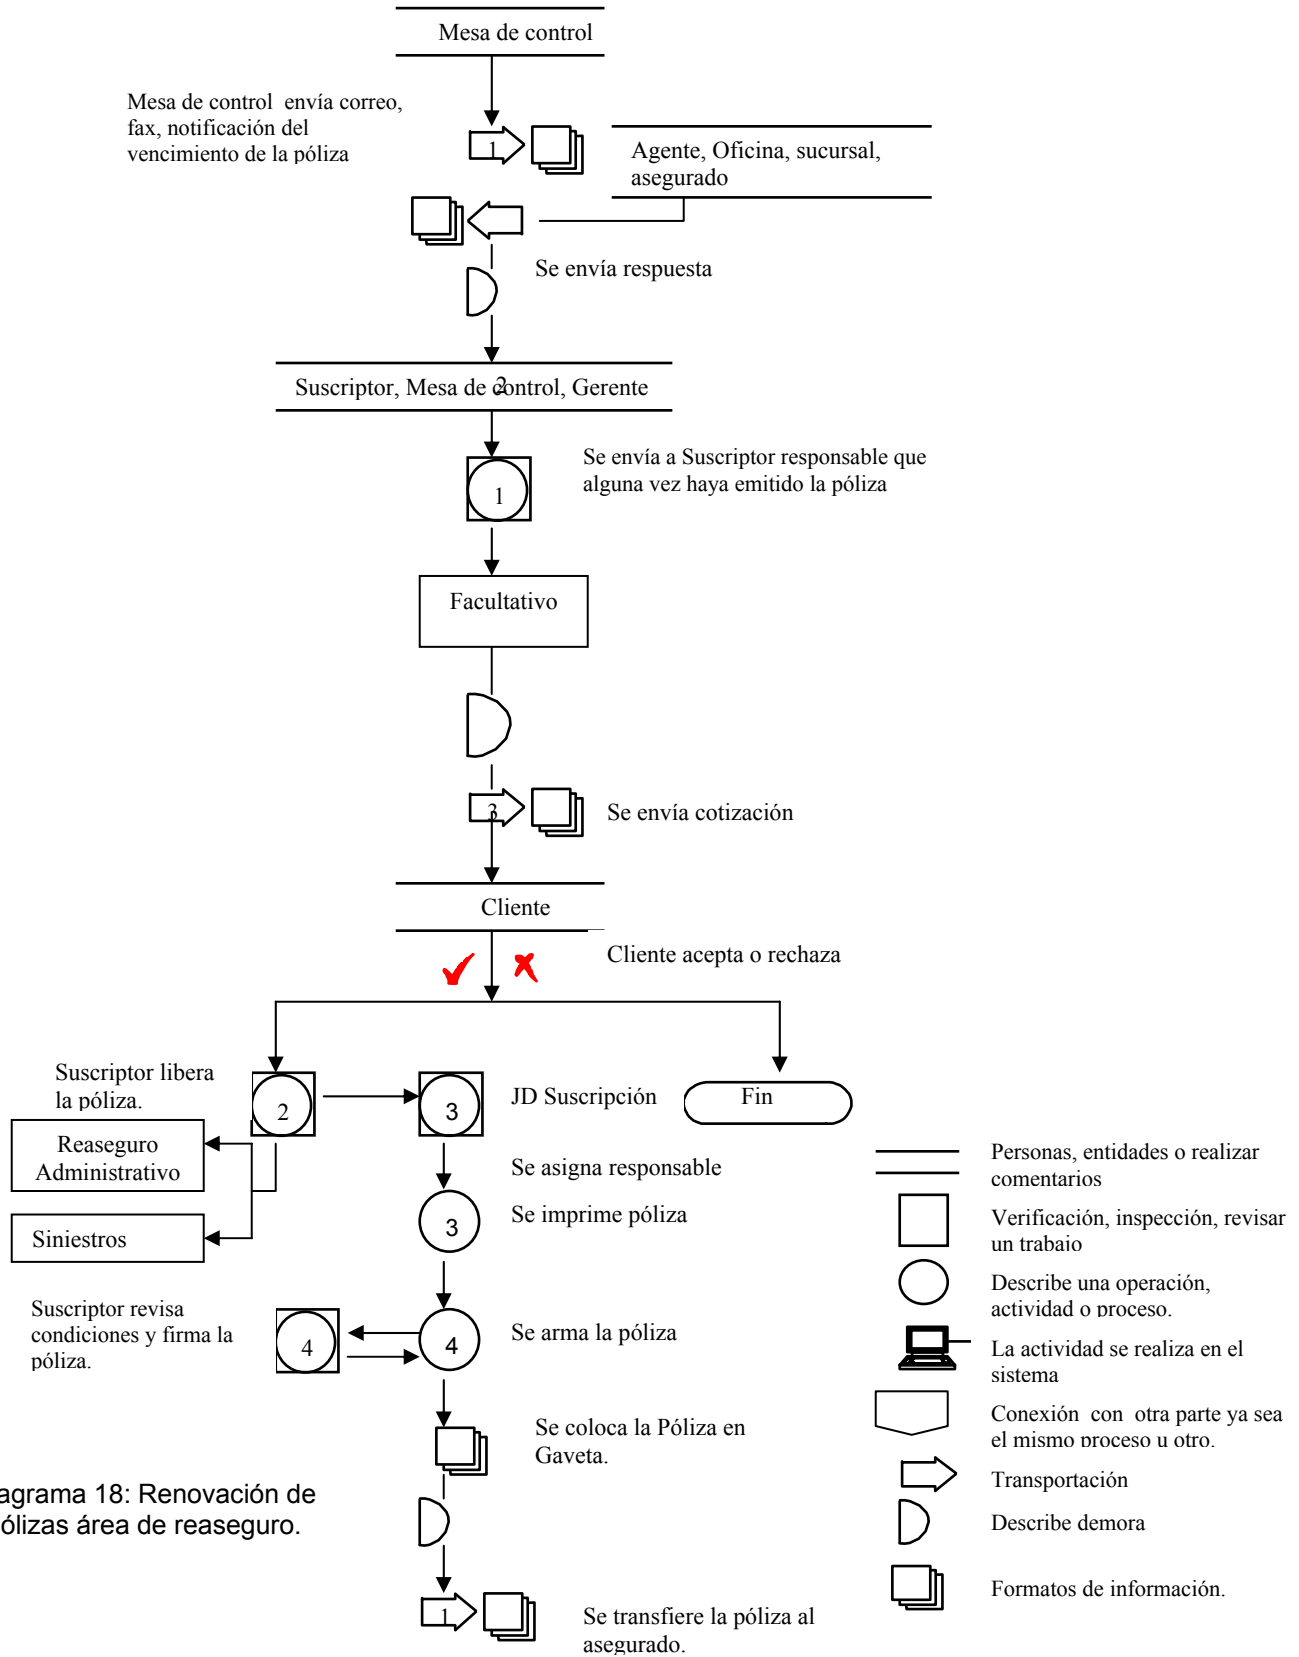 Mesa de control
Mesa de control envía correo,
fax, notificación del
vencimiento de la póliza
1
Agente, Oficina, sucursal,
asegurado
Se envía respuesta
Suscriptor, Mesa de control, Gerente
2
Se envía a Suscriptor responsable que
alguna vez haya emitido la póliza
1
Facultativo
3
Se envía cotización
Cliente
Cliente acepta o rechaza
Suscriptor libera
la póliza.
2
3
JD Suscripción
Fin
Reaseguro
Administrativo
Se asigna responsable
3
Se imprime póliza
Siniestros
Suscriptor revisa
condiciones y firma la
póliza.
4
4
Se arma la póliza
Se coloca la Póliza en
Gaveta.
agrama 18: Renovación de
ólizas área de reaseguro.
1
Se transfiere la póliza al
asegurado.
Personas, entidades o realizar
comentarios
Verificación, inspección, revisar
un trabajo
Describe una operación,
actividad o proceso.
La actividad se realiza en el
sistema
Conexión con otra parte ya sea
el mismo proceso u otro.
Transportación
Describe demora
Formatos de información.